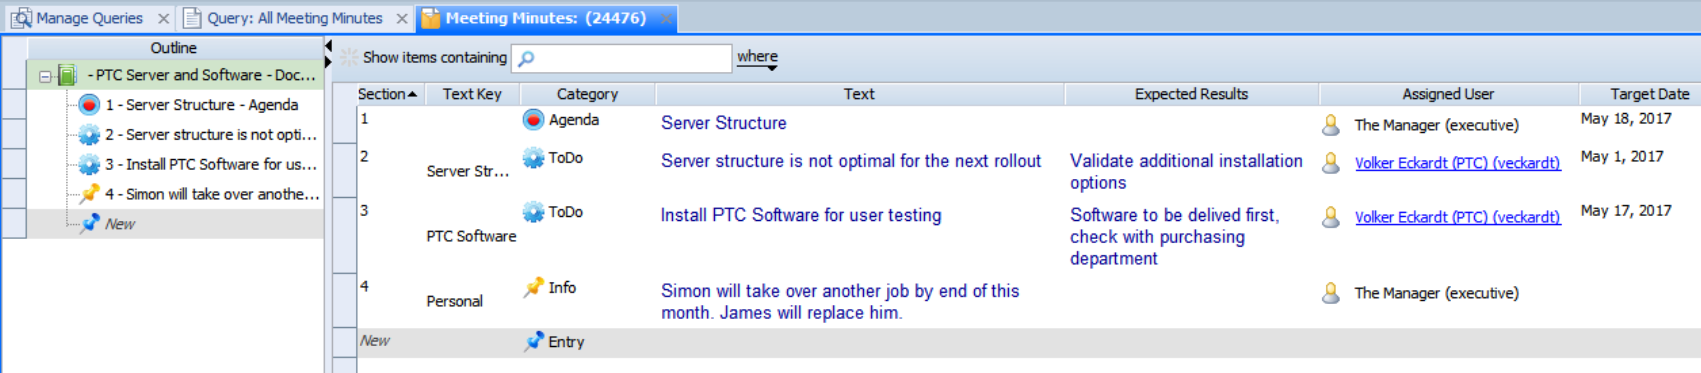 Manage Queries
Query: All Meeting Minutes
Meeting Minutes: (24476)
Outline
- PTC Server and Software - Doc...
1 - Server Structure - Agenda
2 - Server structure is not opti...
3 - Install PTC Software for us...
4 - Simon will take over anothe...
New
Show items containing
where
Section Text Key Category Text Expected Results Assigned User Target Date
1 Agenda Server Structure The Manager (executive) May 18, 2017
2 Server Str... ToDo Server structure is not optimal for the next rollout Validate additional installation Volker Eckardt (PTC) (veckardt) May 1, 2017
options
3 PTC Software ToDo Install PTC Software for user testing Software to be delived first, Volker Eckardt (PTC) (veckardt) May 17, 2017
check with purchasing
department
4 Personal Info Simon will take over another job by end of this The Manager (executive)
month. James will replace him.
New Entry